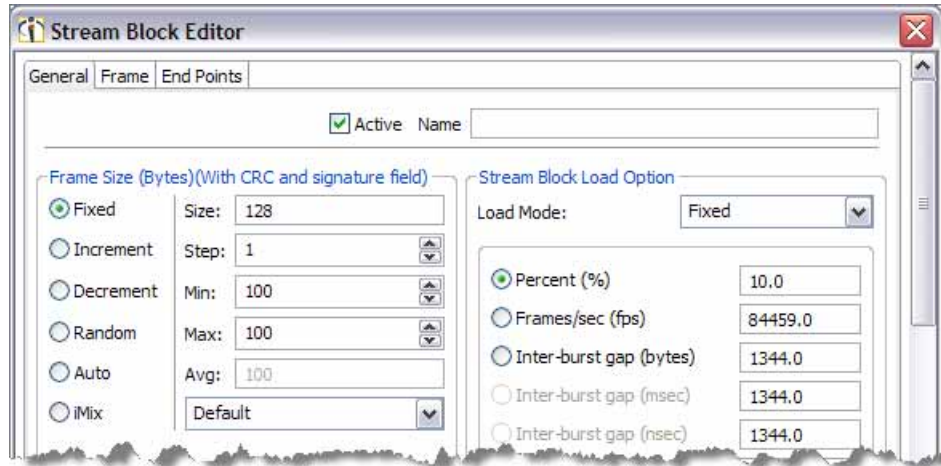 Stream Block Editor
General Frame End Points
Active Name
Frame Size (Bytes)(With CRC and signature field)
Fixed Size: 128
Increment Step: 1
Decrement Min: 100
Random Max: 100
Auto Avg: 100
iMix Default
Stream Block Load Option
Load Mode: Fixed
Percent (%) 10.0
Frames/sec (fps) 84459.0
Inter-burst gap (bytes) 1344.0
Inter-burst gap (msec) 1344.0
Inter-burst gap (nsec) 1344.0